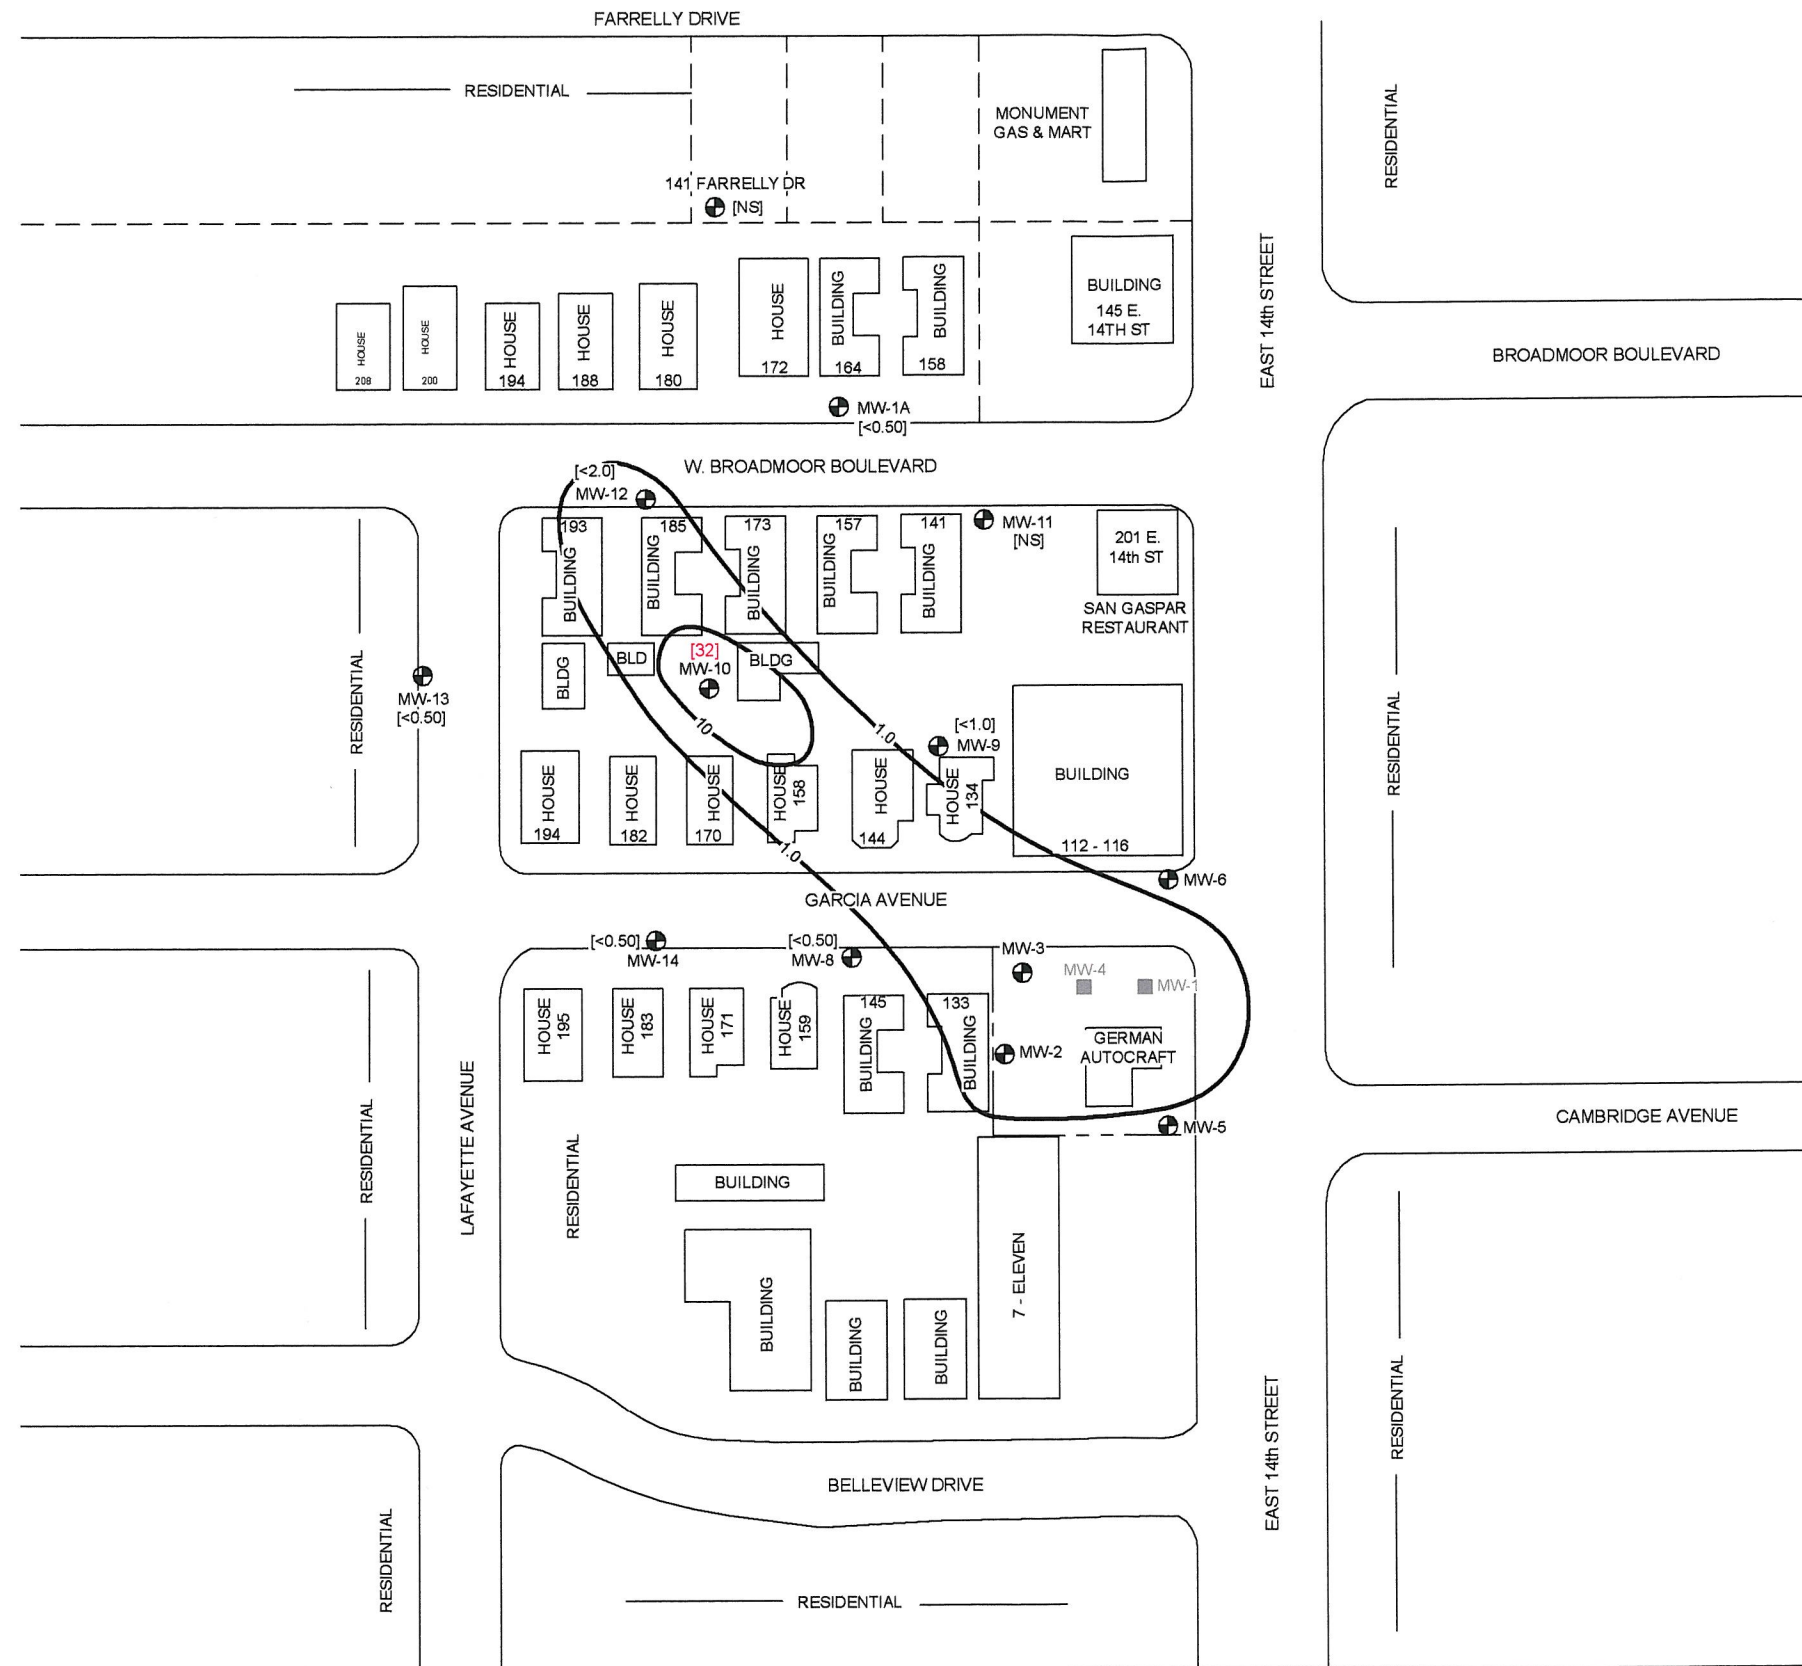 FARRELLY DRIVE
RESIDENTIAL
MONUMENT
GAS & MART
RESIDENTIAL
141 FARRELLY DR
[NS]
EAST 14th STREET
HOUSE
208
HOUSE
200
HOUSE
194
HOUSE
188
HOUSE
180
HOUSE
172
BUILDING
164
BUILDING
158
BUILDING
145 E.
14TH ST
BROADMOOR BOULEVARD
MW-1A
[<0.50]
W. BROADMOOR BOULEVARD
[<2.0]
MW-12
193
BUILDING
185
BUILDING
173
BUILDING
157
BUILDING
141
BUILDING
MW-11
[NS]
201 E.
14th ST
SAN GASPAR
RESTAURANT
RESIDENTIAL
MW-13
[<0.50]
BLDG
BLD
[32]
MW-10
BLDG
10
1.0
[<1.0]
MW-9
RESIDENTIAL
HOUSE
194
HOUSE
182
HOUSE
170
HOUSE
158
HOUSE
144
HOUSE
134
BUILDING
112 - 116
1.0
MW-6
GARCIA AVENUE
[<0.50]
MW-14
[<0.50]
MW-8
MW-3
MW-4
MW-1
HOUSE
195
HOUSE
183
HOUSE
171
HOUSE
159
145
BUILDING
133
BUILDING
MW-2
GERMAN
AUTOCRAFT
MW-5
CAMBRIDGE AVENUE
RESIDENTIAL
LAFAYETTE AVENUE
RESIDENTIAL
BUILDING
BUILDING
BUILDING
BUILDING
7 - ELEVEN
EAST 14th STREET
RESIDENTIAL
BELLEVIEW DRIVE
RESIDENTIAL
RESIDENTIAL